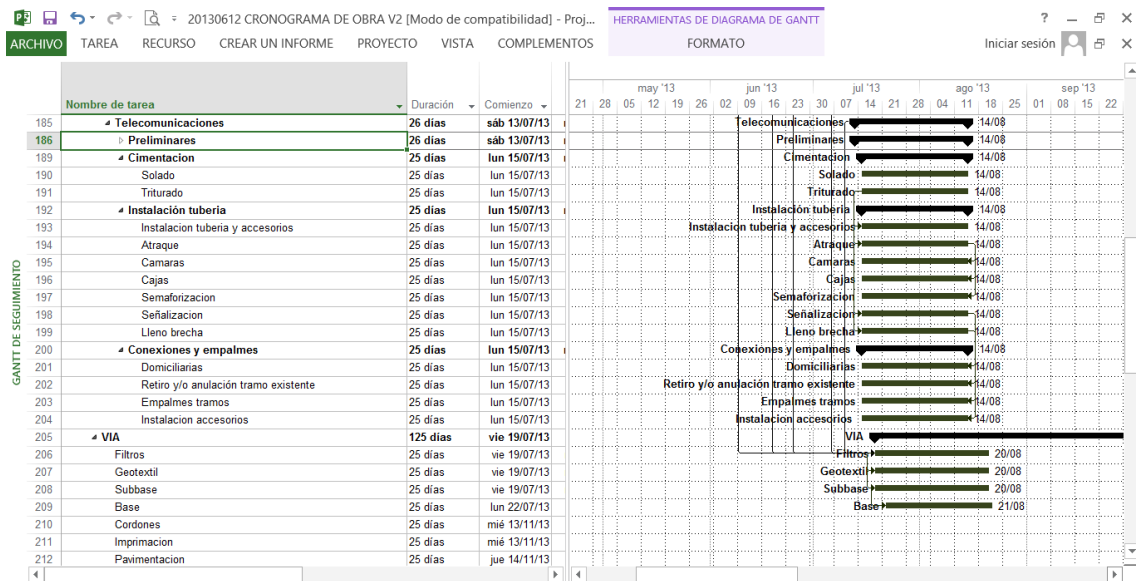 20130612 CRONOGRAMA DE OBRA V2 [Modo de compatibilidad] - Proj...
HERRAMIENTAS DE DIAGRAMA DE GANTT
ARCHIVO TAREA RECURSO CREAR UN INFORME PROYECTO VISTA COMPLEMENTOS FORMATO Iniciar sesión
Nombre de tarea Duración Comienzo
may '13 jun '13 jul '13 ago '13 sep '13
21 28 05 12 19 26 02 09 16 23 30 07 14 21 28 04 11 18 25 01 08 15 22
185 Telecomunicaciones 26 días sáb 13/07/13 Telecomunicaciones 14/08
186 Preliminares 26 días sáb 13/07/13 Preliminares 14/08
189 Cimentacion 25 días lun 15/07/13 Cimentacion 14/08
190 Solado 25 días lun 15/07/13 Solado 14/08
191 Triturado 25 días lun 15/07/13 Triturado 14/08
192 Instalación tuberia 25 días lun 15/07/13 Instalación tuberia 14/08
193 Instalacion tuberia y accesorios 25 días lun 15/07/13 Instalacion tuberia y accesorios 14/08
194 Atraque 25 días lun 15/07/13 Atraque 14/08
195 Camaras 25 días lun 15/07/13 Camaras 14/08
196 Cajas 25 días lun 15/07/13 Cajas 14/08
197 Semaforizacion 25 días lun 15/07/13 Semaforizacion 14/08
198 Señalizacion 25 días lun 15/07/13 Señalizacion 14/08
199 Lleno brecha 25 días lun 15/07/13 Lleno brecha 14/08
200 Conexiones y empalmes 25 días lun 15/07/13 Conexiones y empalmes 14/08
201 Domiciliarias 25 días lun 15/07/13 Domiciliarias 14/08
202 Retiro y/o anulación tramo existente 25 días lun 15/07/13 Retiro y/o anulación tramo existente 14/08
203 Empalmes tramos 25 días lun 15/07/13 Empalmes tramos 14/08
204 Instalacion accesorios 25 días lun 15/07/13 Instalacion accesorios 14/08
205 VIA 125 días vie 19/07/13 VIA
206 Filtros 25 días vie 19/07/13 Filtros 20/08
207 Geotextil 25 días vie 19/07/13 Geotextil 20/08
208 Subbase 25 días vie 19/07/13 Subbase 20/08
209 Base 25 días lun 22/07/13 Base 21/08
210 Cordones 25 días mié 13/11/13
211 Imprimacion 25 días mié 13/11/13
212 Pavimentacion 25 días jue 14/11/13
GANTT DE SEGUIMIENTO